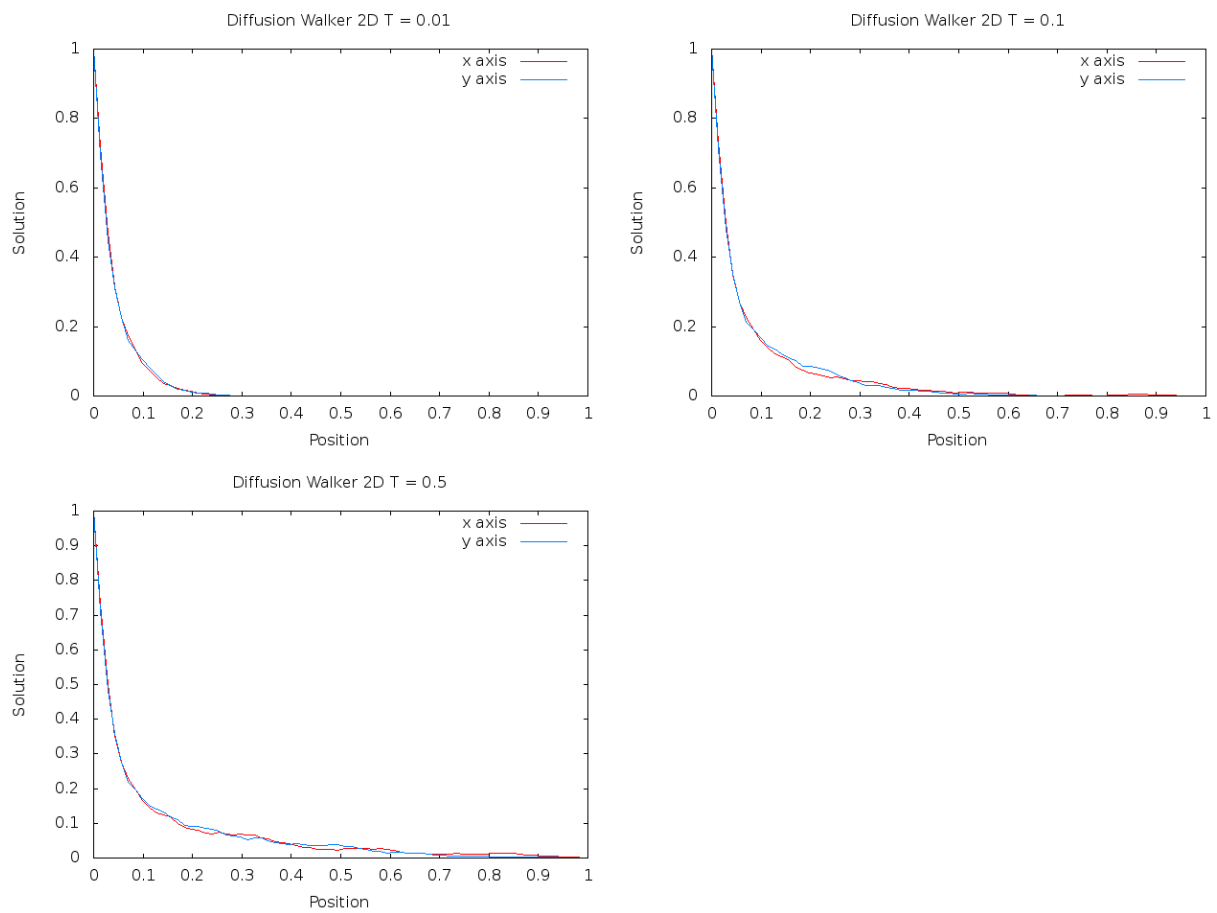 Diffusion Walker 2D T = 0.01
1
x axis
y axis
0.8
0.6
Solution
0.4
0.2
0
0 0.1 0.2 0.3 0.4 0.5 0.6 0.7 0.8 0.9 1
Position
Diffusion Walker 2D T = 0.1
1
x axis
y axis
0.8
0.6
Solution
0.4
0.2
0
0 0.1 0.2 0.3 0.4 0.5 0.6 0.7 0.8 0.9 1
Position
Diffusion Walker 2D T = 0.5
1
x axis
y axis
0.9
0.8
0.7
0.6
Solution
0.5
0.4
0.3
0.2
0.1
0
0 0.1 0.2 0.3 0.4 0.5 0.6 0.7 0.8 0.9 1
Position